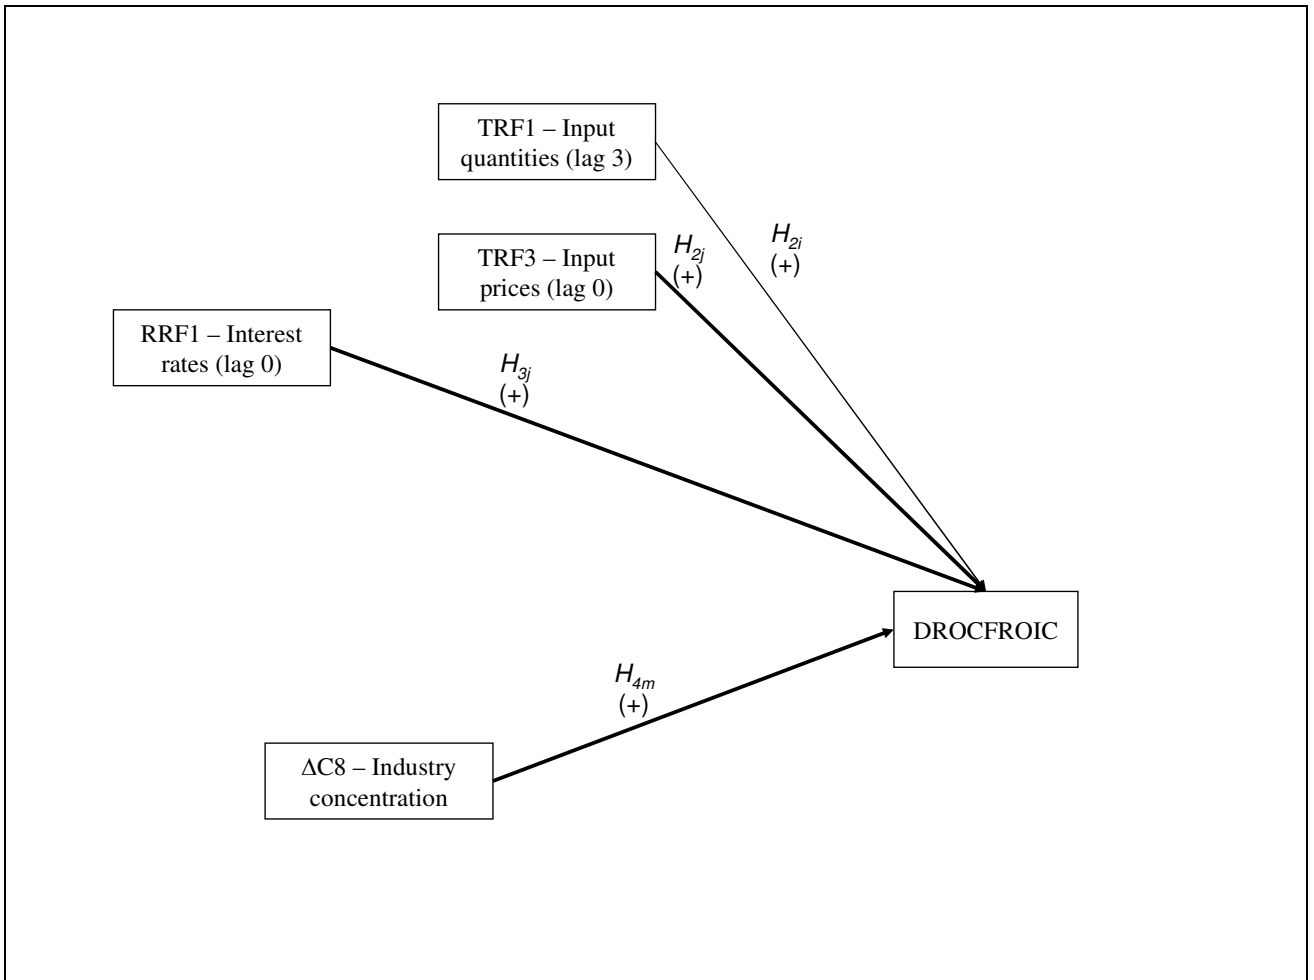 TRF1 – Input
quantities (lag 3)
H2i
(+)
TRF3 – Input
prices (lag 0)
H2j
(+)
RRF1 – Interest
rates (lag 0)
H3j
(+)
DROCFROIC
H4m
(+)
ΔC8 – Industry
concentration